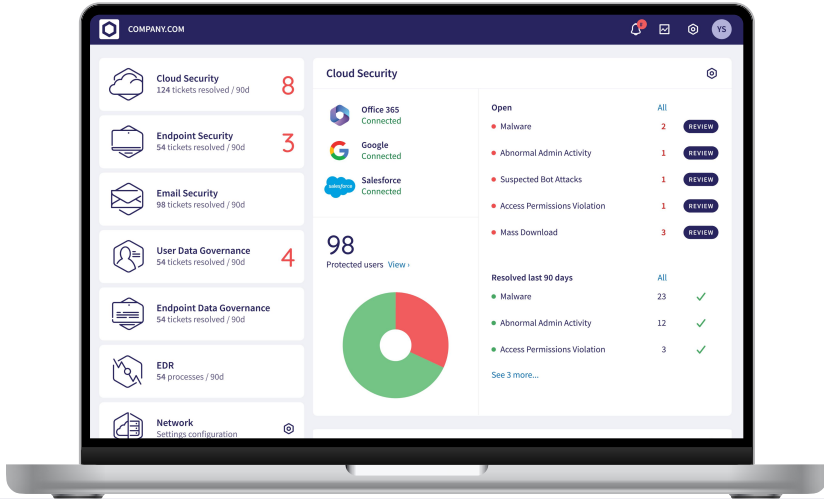 COMPANY.COM
YS
Cloud Security
124 tickets resolved / 90d
8
Endpoint Security
54 tickets resolved / 90d
3
Email Security
98 tickets resolved / 90d
User Data Governance
54 tickets resolved / 90d
4
Endpoint Data Governance
54 tickets resolved / 90d
EDR
54 processes / 90d
Network
Settings configuration
Cloud Security
Office 365
Connected
Google
Connected
salesforce
Salesforce
Connected
98
Protected users View ›
Open All
Malware 2 REVIEW
Abnormal Admin Activity 1 REVIEW
Suspected Bot Attacks 1 REVIEW
Access Permissions Violation 1 REVIEW
Mass Download 3 REVIEW
Resolved last 90 days All
Malware 23
Abnormal Admin Activity 12
Access Permissions Violation 3
See 3 more...